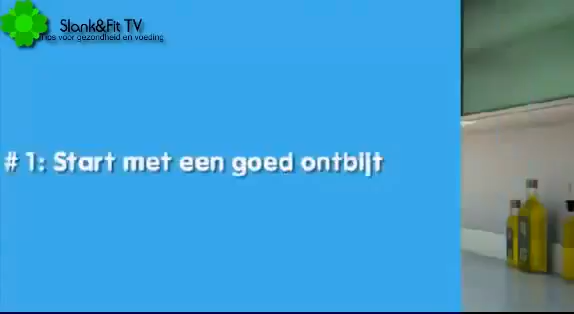 Slank&Fit TV
Tips voor gezondheid en voeding
# 1: Start met een goed ontbijt